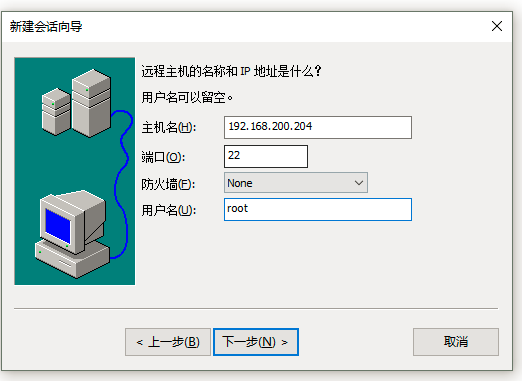 新建会话向导
远程主机的名称和 IP 地址是什么?
用户名可以留空。
主机名(H): 192.168.200.204
端口(O): 22
防火墙(F): None
用户名(U): root
< 上一步(B) 下一步(N) > 取消